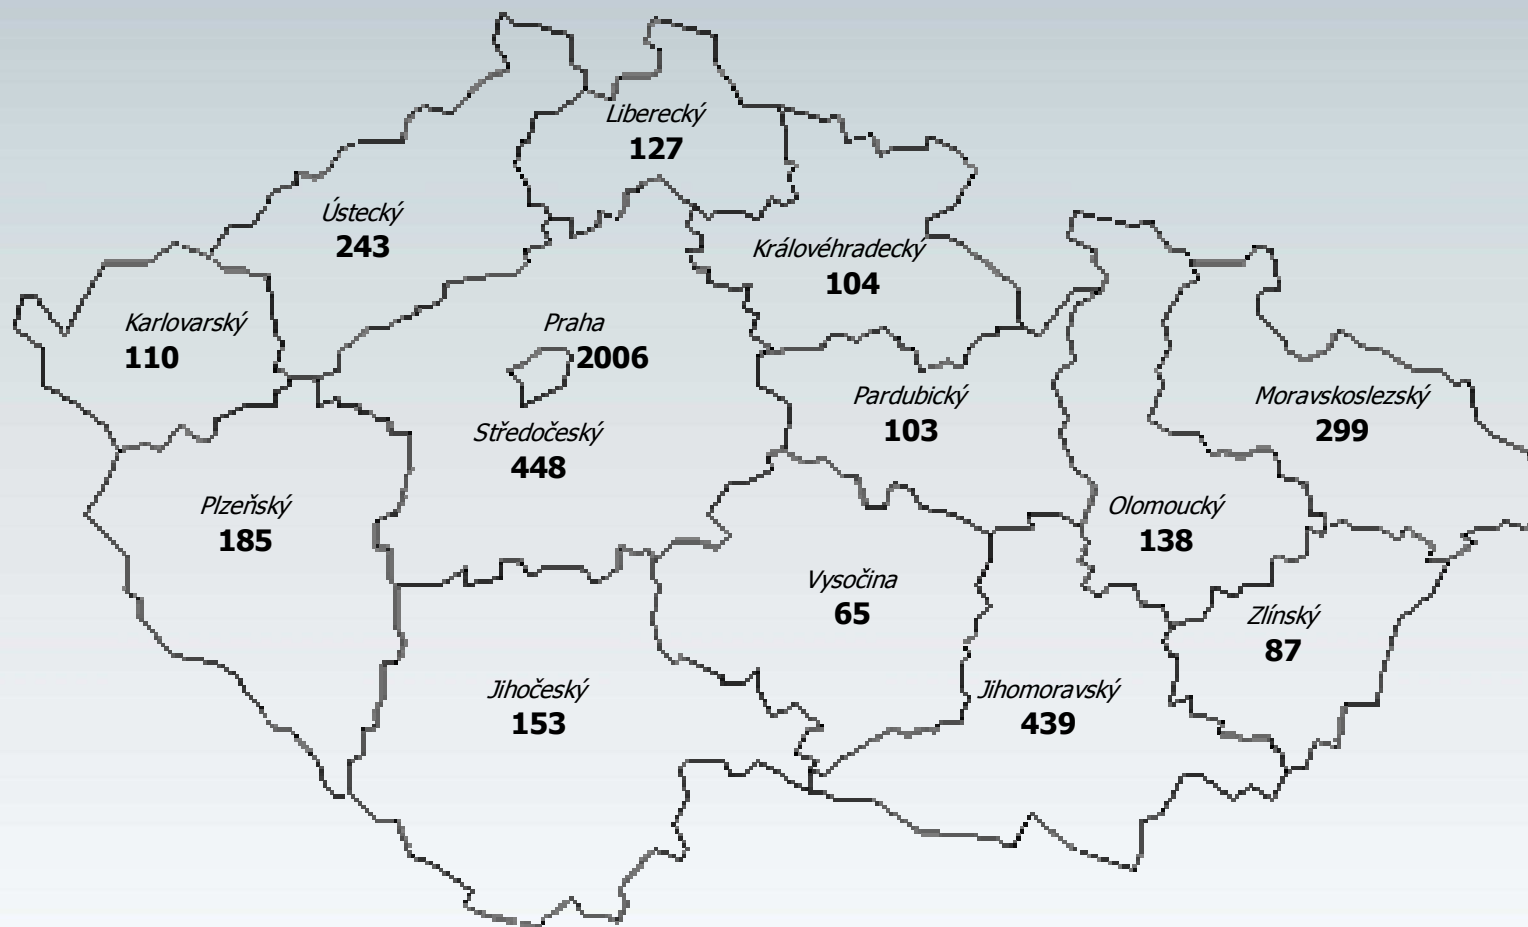 Liberecký
127
Ústecký
243
Královéhradecký
104
Karlovarský
110
Praha
2006
Pardubický
103
Moravskoslezský
299
Středočeský
448
Plzeňský
185
Olomoucký
138
Vysočina
65
Zlínský
87
Jihočeský
153
Jihomoravský
439